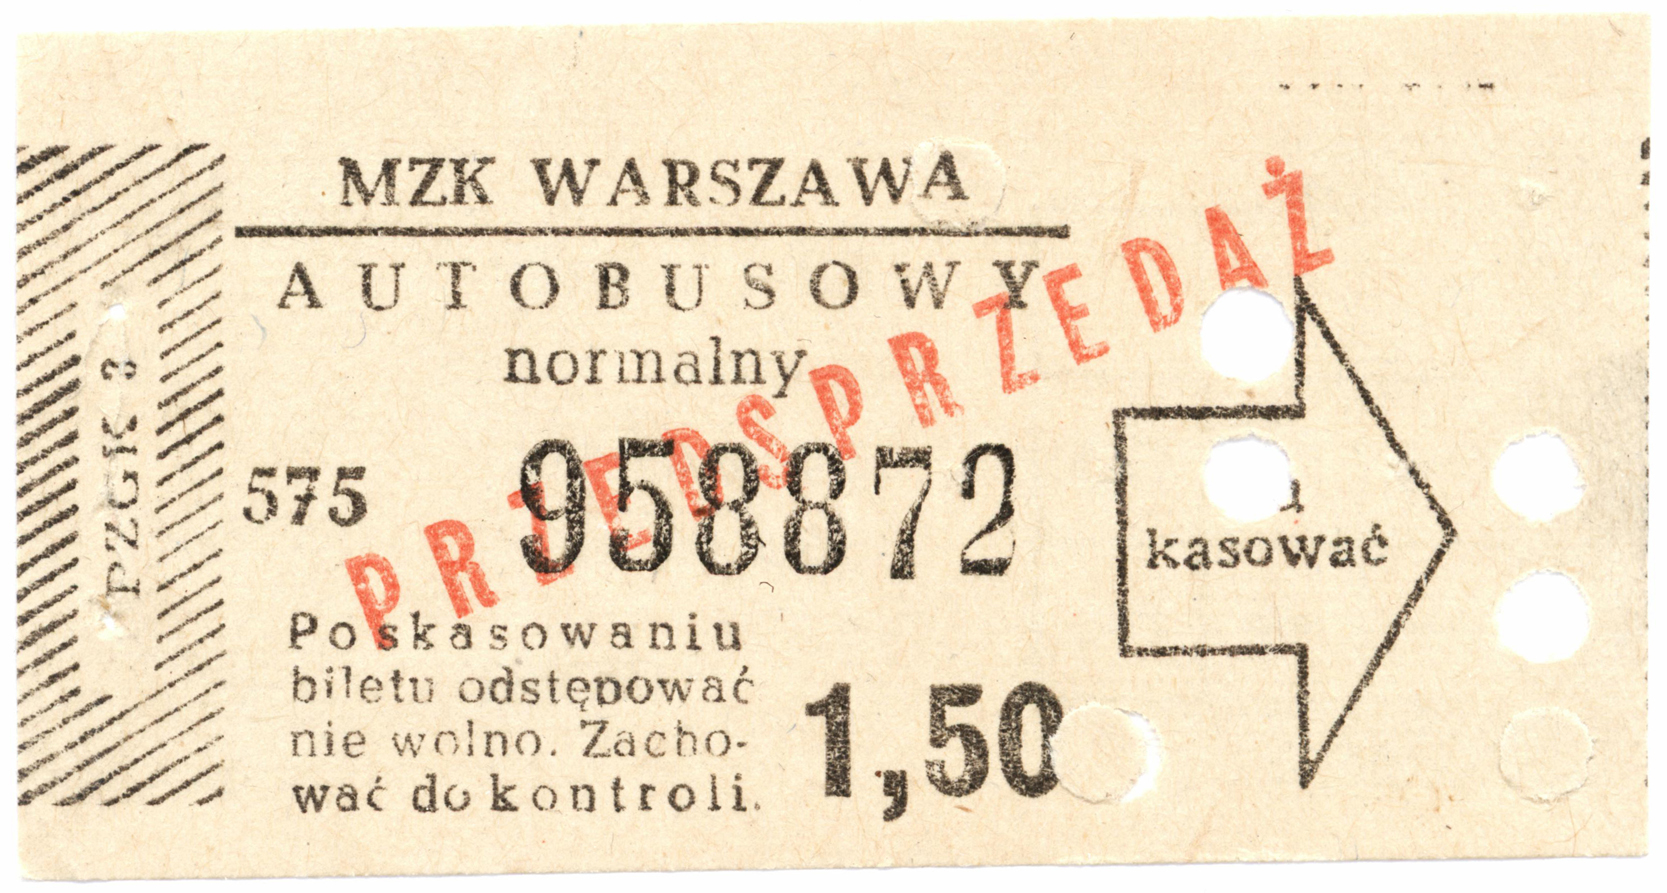 MZK WARSZAWA
AUTOBUSOWY
normalny
PRZEDSPRZEDAŻ
575 958872
Po skasowaniu
biletu odstępować
nie wolno. Zacho-
wać do kontroli.
1,50
kasować
PZGK 3